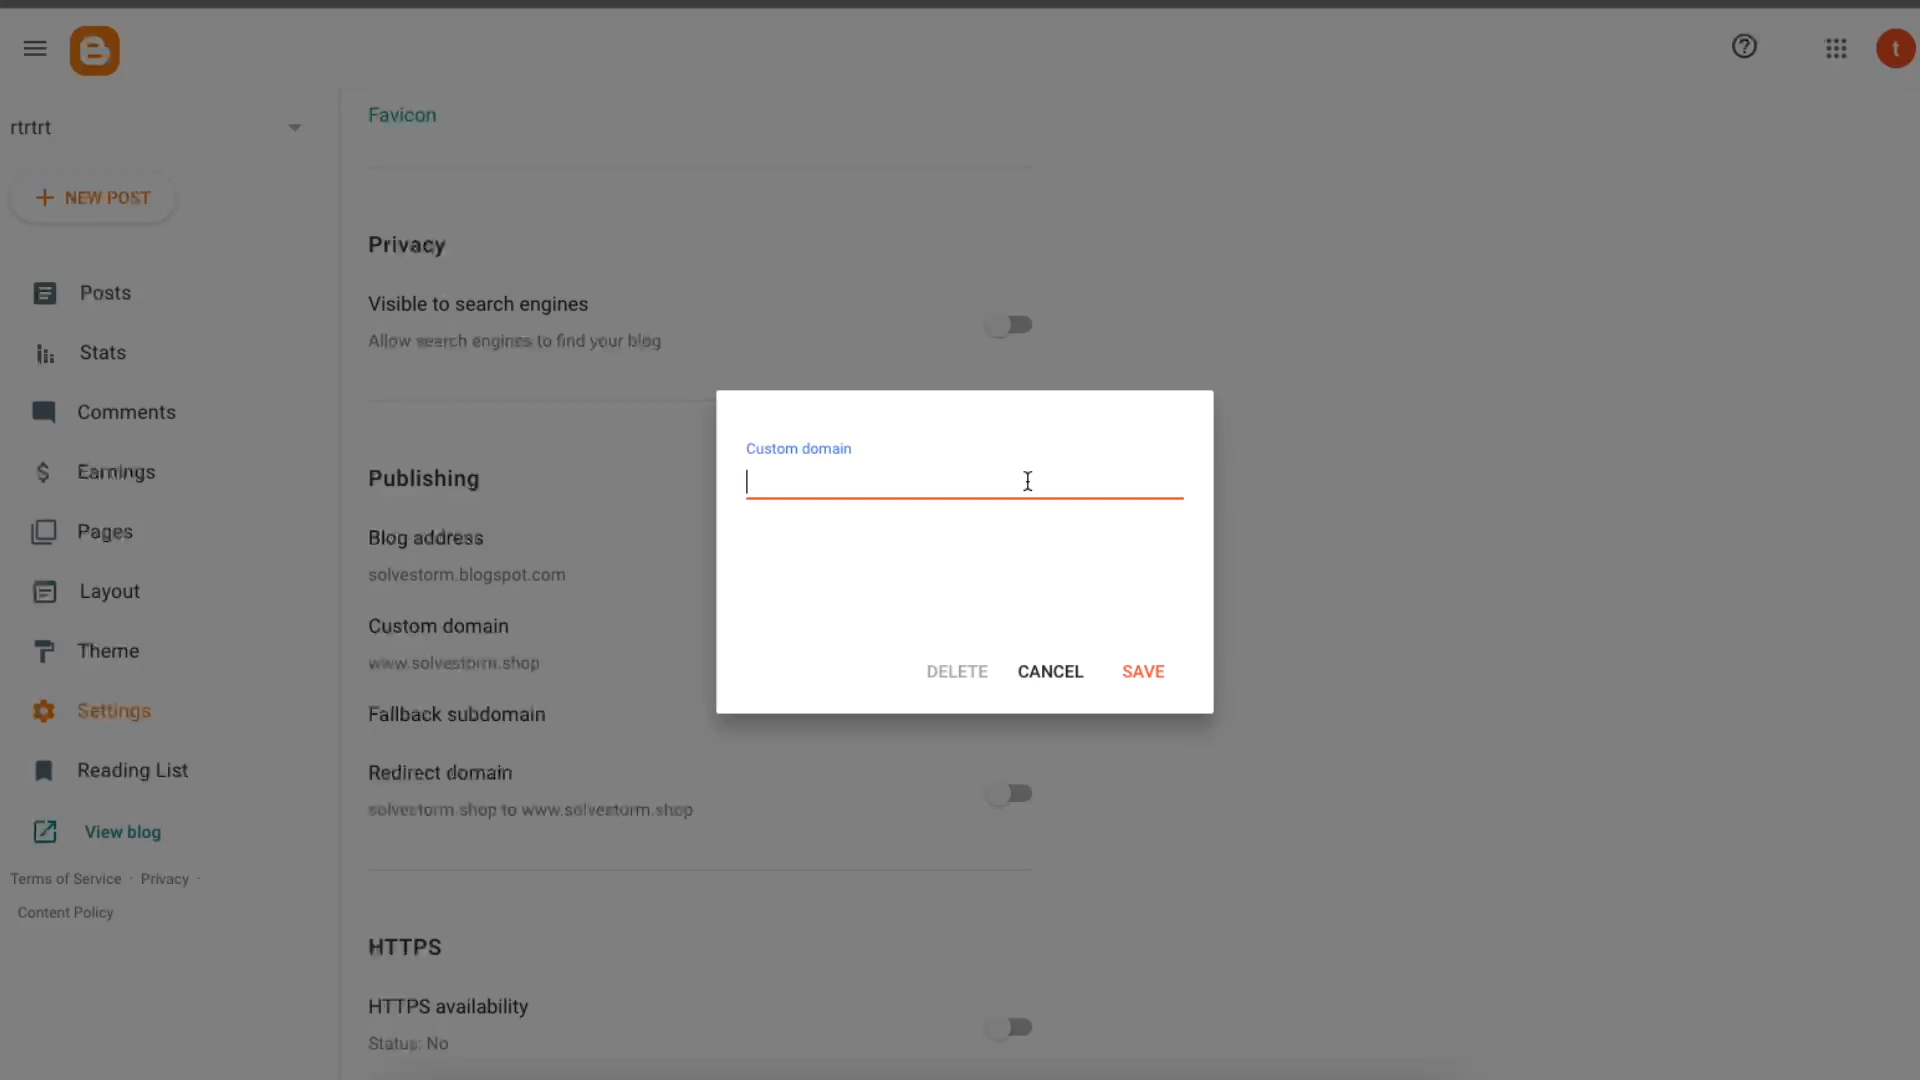 rtrtrt
NEW POST
Posts
Stats
Comments
Earnings
Pages
Layout
Theme
Settings
Reading List
View blog
Terms of Service · Privacy ·
Content Policy
Favicon
Privacy
Visible to search engines
Allow search engines to find your blog
Publishing
Blog address
solvestorm.blogspot.com
Custom domain
www.solvestorm.shop
Fallback subdomain
Redirect domain
solvestorm.shop to www.solvestorm.shop
HTTPS
HTTPS availability
Status: No
Custom domain
DELETE CANCEL SAVE
t